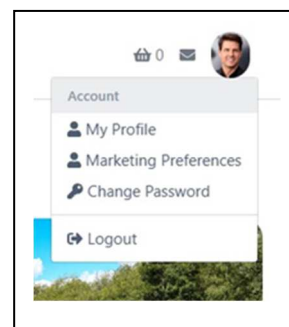 0
Account
My Profile
Marketing Preferences
Change Password
Logout